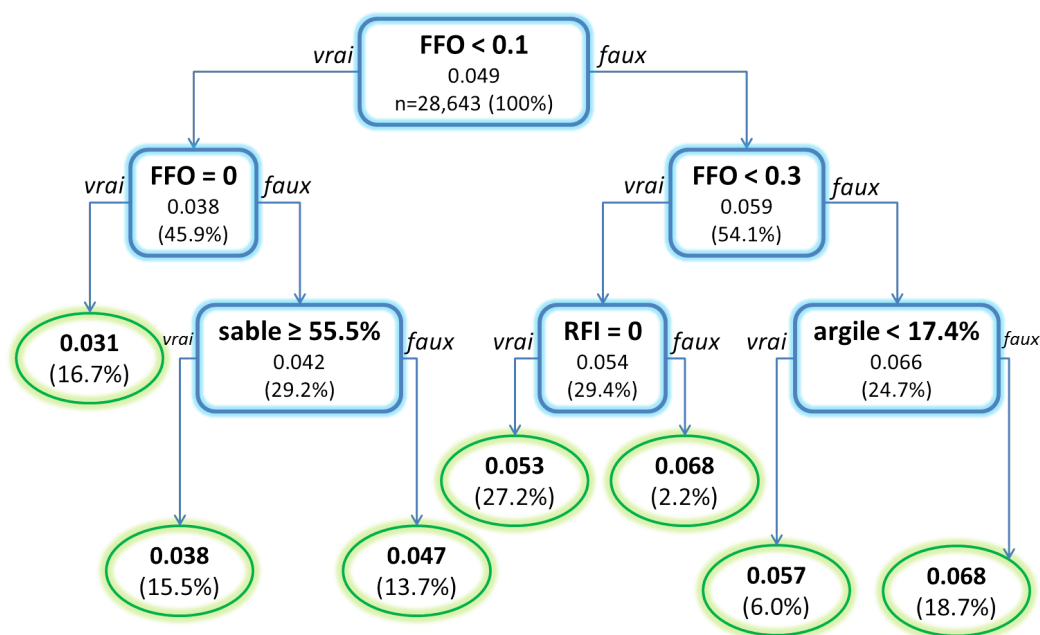 FFO < 0.1
vrai
faux
0.049
n=28,643 (100%)
FFO = 0
vrai
faux
0.038
(45.9%)
FFO < 0.3
vrai
faux
0.059
(54.1%)
0.031
(16.7%)
sable ≥ 55.5%
vrai
faux
0.042
(29.2%)
RFI = 0
vrai
faux
0.054
(29.4%)
argile < 17.4%
vrai
faux
0.066
(24.7%)
0.053
(27.2%)
0.068
(2.2%)
0.038
(15.5%)
0.047
(13.7%)
0.057
(6.0%)
0.068
(18.7%)